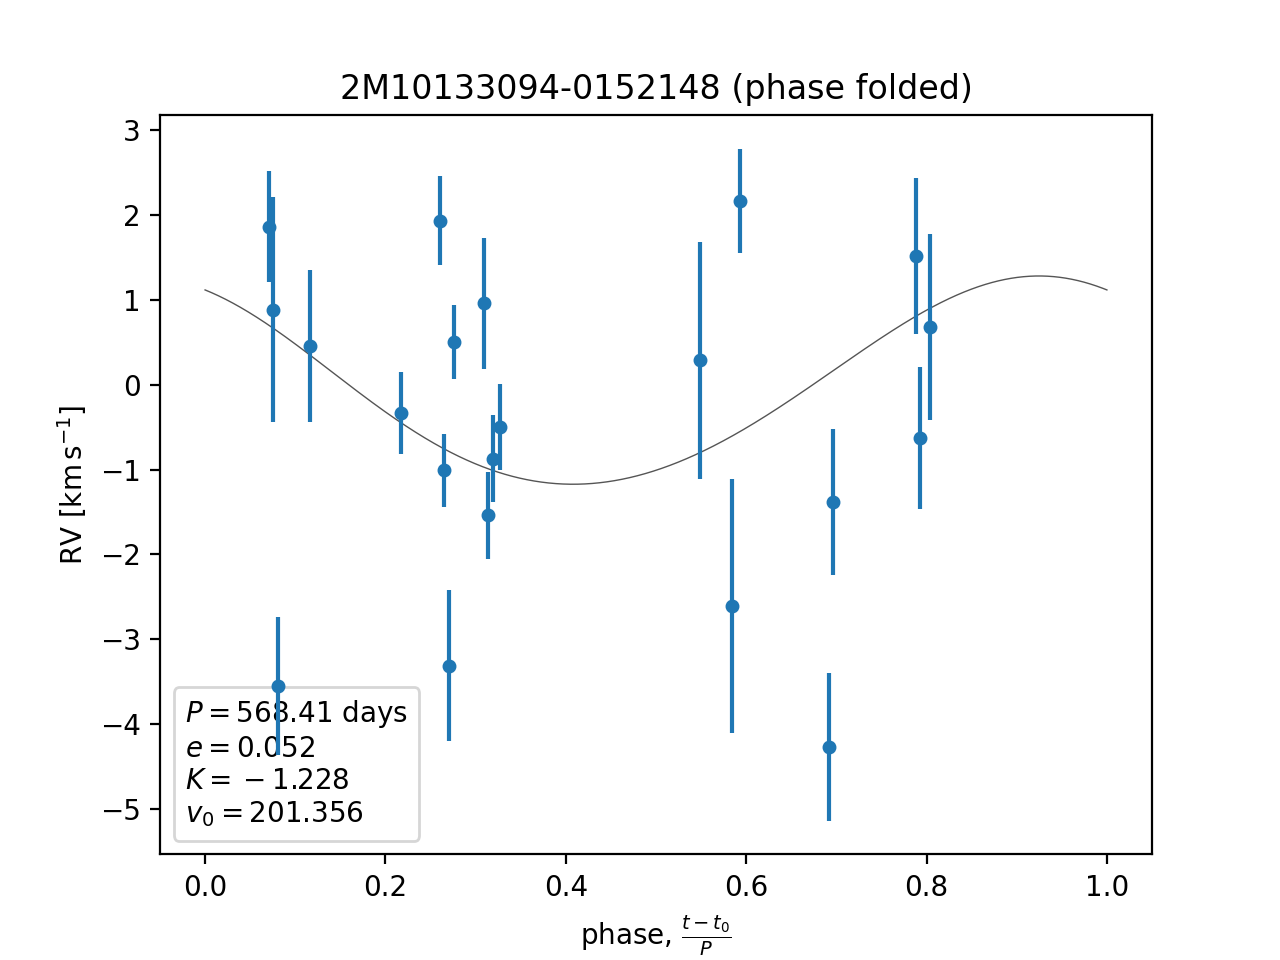 2M10133094-0152148 (phase folded)
3
2
1
0
−1
−2
−3
−4
−5
RV [km s⁻¹]
P = 568.41 days
e = 0.052
K = −1.228
v₀ = 201.356
0.0 0.2 0.4 0.6 0.8 1.0
phase, (t − t₀)/P